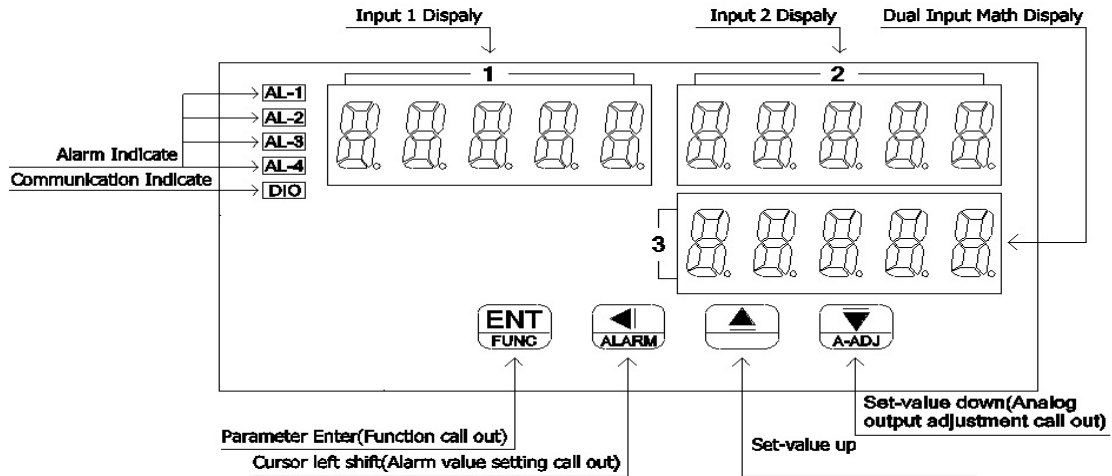 Input 1 Dispaly
Input 2 Dispaly
Dual Input Math Dispaly
1
2
AL-1
AL-2
AL-3
AL-4
DIO
Alarm Indicate
Communication Indicate
3
ENT
FUNC
ALARM
A-ADJ
Set-value down(Analog
output adjustment call out)
Parameter Enter(Function call out)
Set-value up
Cursor left shift(Alarm value setting call out)